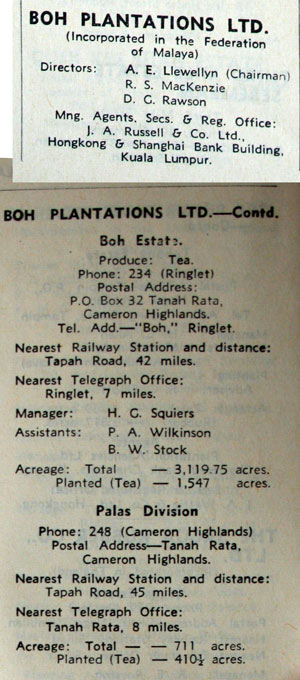 BOH PLANTATIONS LTD.
(Incorporated in the Federation
of Malaya)
Directors: A. E. Llewellyn (Chairman)
R. S. MacKenzie
D. G. Rawson
Mng. Agents, Secs. & Reg. Office:
J. A. Russell & Co. Ltd.,
Hongkong & Shanghai Bank Building,
Kuala Lumpur.
BOH PLANTATIONS LTD.—Contd.
Boh Estate.
Produce: Tea.
Phone: 234 (Ringlet)
Postal Address:
P.O. Box 32 Tanah Rata,
Cameron Highlands.
Tel. Add.—"Boh," Ringlet.
Nearest Railway Station and distance:
Tapah Road, 42 miles.
Nearest Telegraph Office:
Ringlet, 7 miles.
Manager: H. G. Squiers
Assistants: P. A. Wilkinson
B. W. Stock
Acreage: Total — 3,119.75 acres.
Planted (Tea) — 1,547 acres.
Palas Division
Phone: 248 (Cameron Highlands)
Postal Address—Tanah Rata,
Cameron Highlands.
Nearest Railway Station and distance:
Tapah Road, 45 miles.
Nearest Telegraph Office:
Tanah Rata, 8 miles.
Acreage: Total — — 711 acres.
Planted (Tea) — 410½ acres.